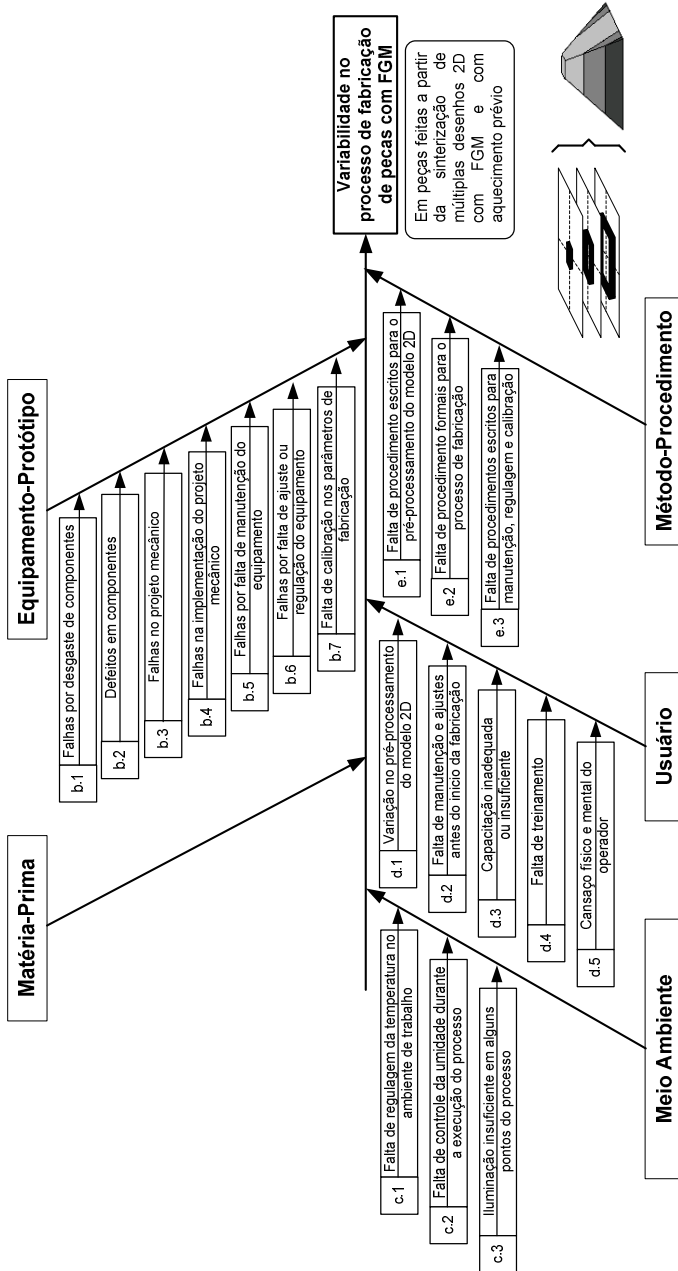 Matéria-Prima
Equipamento-Protótipo
b.1
Falhas por desgaste de componentes
b.2
Defeitos em componentes
b.3
Falhas no projeto mecânico
b.4
Falhas na implementação do projeto
mecânico
b.5
Falhas por falta de manutenção do
equipamento
b.6
Falhas por falta de ajuste ou
regulação do equipamento
b.7
Falta de calibração nos parâmetros de
fabricação
Variabilidade no
processo de fabricação
de pecas com FGM
Em peças feitas a partir
da sinterização de
múltiplas desenhos 2D
com FGM e com
aquecimento prévio
c.1
Falta de regulagem da temperatura no
ambiente de trabalho
c.2
Falta de controle da umidade durante
a execução do processo
c.3
Iluminação insuficiente em alguns
pontos do processo
d.1
Variação no pré-processamento
do modelo 2D
d.2
Falta de manutenção e ajustes
antes do inicio da fabricação
d.3
Capacitação inadequada
ou insuficiente
d.4
Falta de treinamento
d.5
Cansaço físico e mental do
operador
e.1
Falta de procedimento escritos para o
pré-processamento do modelo 2D
e.2
Falta de procedimento formais para o
processo de fabricação
e.3
Falta de procedimentos escritos para
manutenção, regulagem e calibração
Meio Ambiente
Usuário
Método-Procedimento